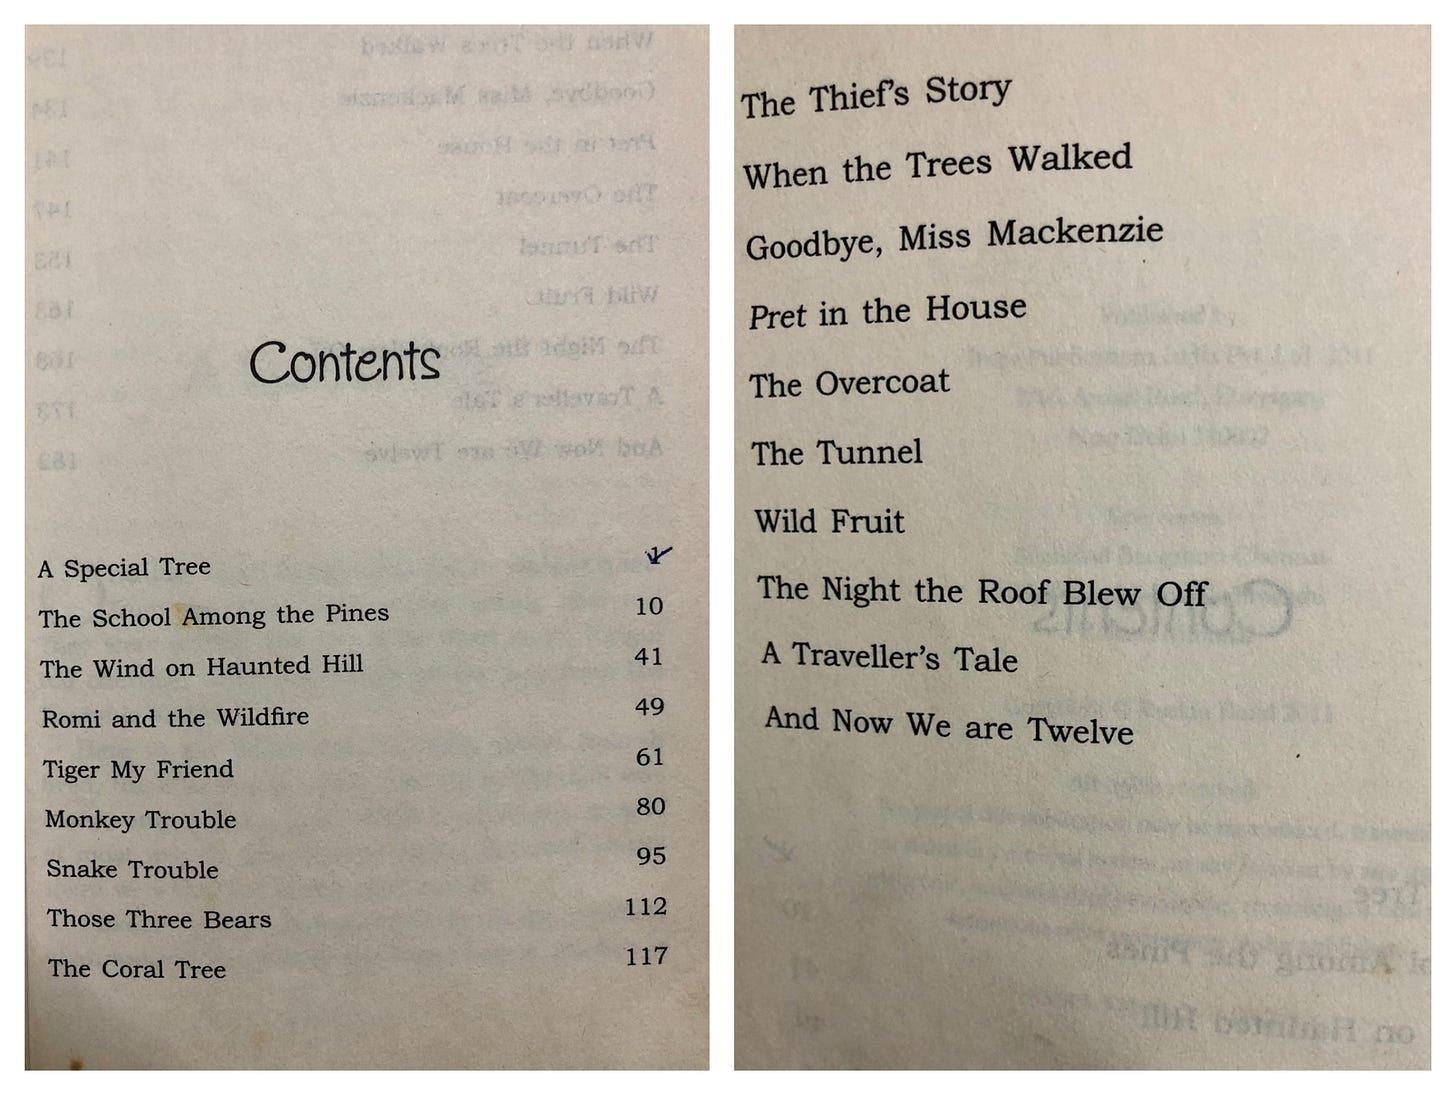 Contents
A Special Tree 1
The School Among the Pines 10
The Wind on Haunted Hill 41
Romi and the Wildfire 49
Tiger My Friend 61
Monkey Trouble 80
Snake Trouble 95
Those Three Bears 112
The Coral Tree 117
The Thief's Story
When the Trees Walked
Goodbye, Miss Mackenzie
Pret in the House
The Overcoat
The Tunnel
Wild Fruit
The Night the Roof Blew Off
A Traveller's Tale
And Now We are Twelve